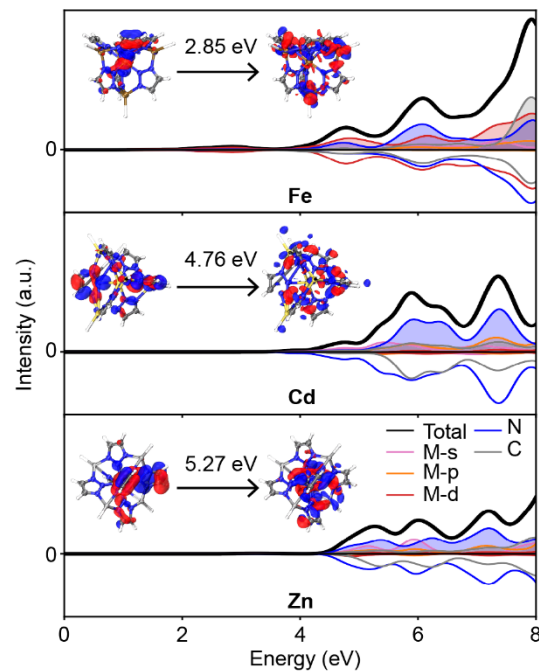 2.85 eV
0
Fe
4.76 eV
0
Cd
5.27 eV
Total
M-s
M-p
M-d
N
C
0
Zn
0 2 4 6 8
Energy (eV)
Intensity (a.u.)